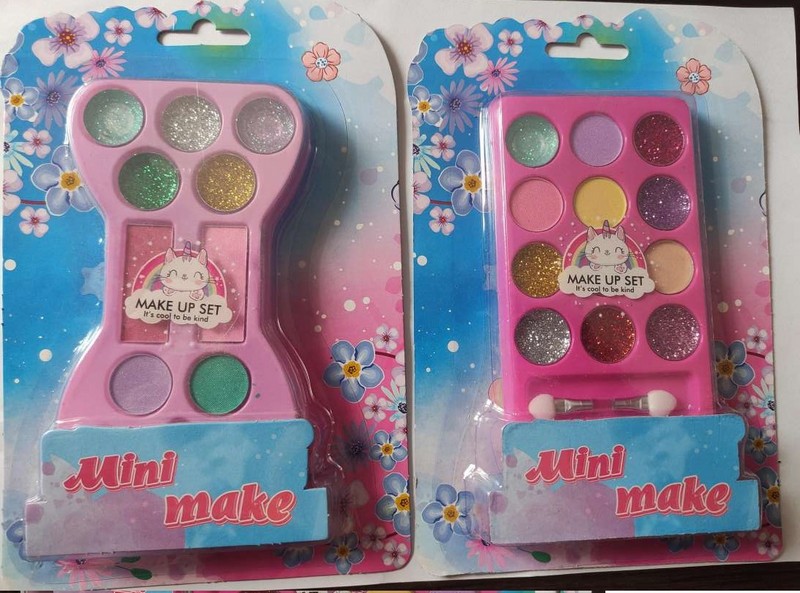 MAKE UP SET
It's cool to be kind
Mini
make
MAKE UP SET
It's cool to be kind
Mini
make